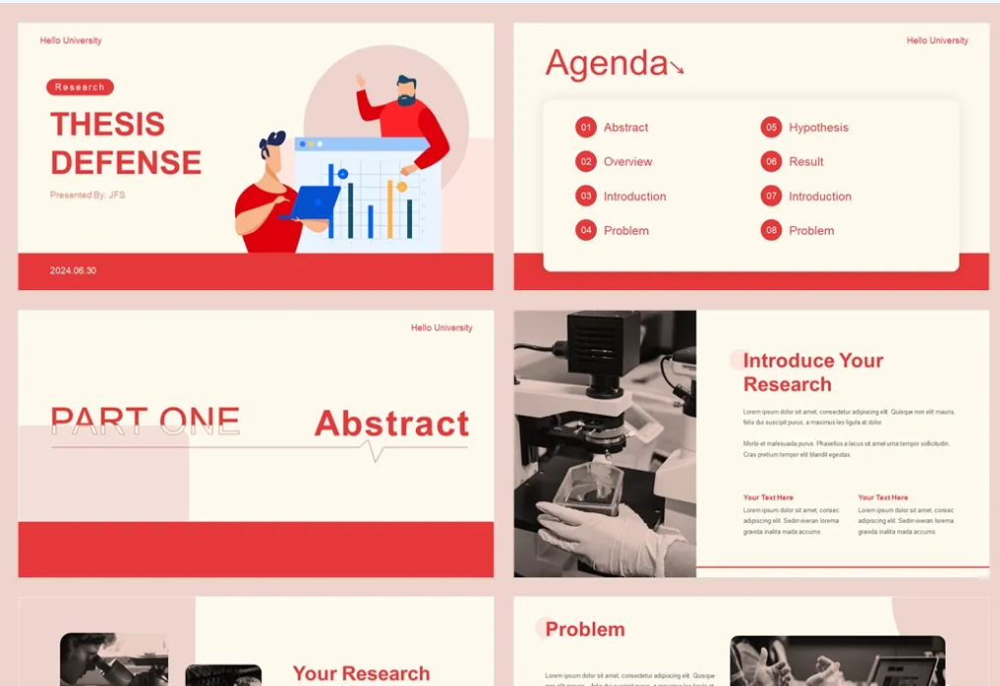 Hello University
Research
THESIS
DEFENSE
Presented By: JFS
2024.06.30
Hello University
Agenda
01 Abstract
02 Overview
03 Introduction
04 Problem
05 Hypothesis
06 Result
07 Introduction
08 Problem
Hello University
PART ONE
Abstract
Introduce Your
Research
Lorem ipsum dolor sit amet, consectetur adipiscing elit. Quisque non elit mauris,
felis dui suscipit purus, a maximus leo ligula at dolor.
Morbi et malesuada purus. Phasellus a lacus sit amet urna tempor sollicitudin.
Cras pretium tempor elit blandit egestas.
Your Text Here
Lorem ipsum dolor sit amet, consec
adipiscing elit. Sedin viveran lorema
gravida inalita mada accums
Your Text Here
Lorem ipsum dolor sit amet, consec
adipiscing elit. Sedin viverran lorema
gravida inalita mada accums
Your Research
Problem
Lorem ipsum dolor sit amet, consectetur adipiscing elit. Quisque